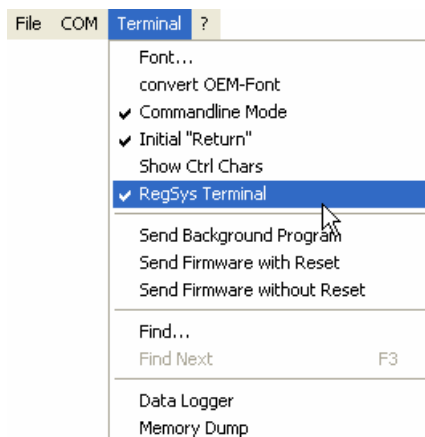 File COM Terminal ?
Font...
convert OEM-Font
Commandline Mode
Initial "Return"
Show Ctrl Chars
RegSys Terminal
Send Background Program
Send Firmware with Reset
Send Firmware without Reset
Find...
Find Next F3
Data Logger
Memory Dump